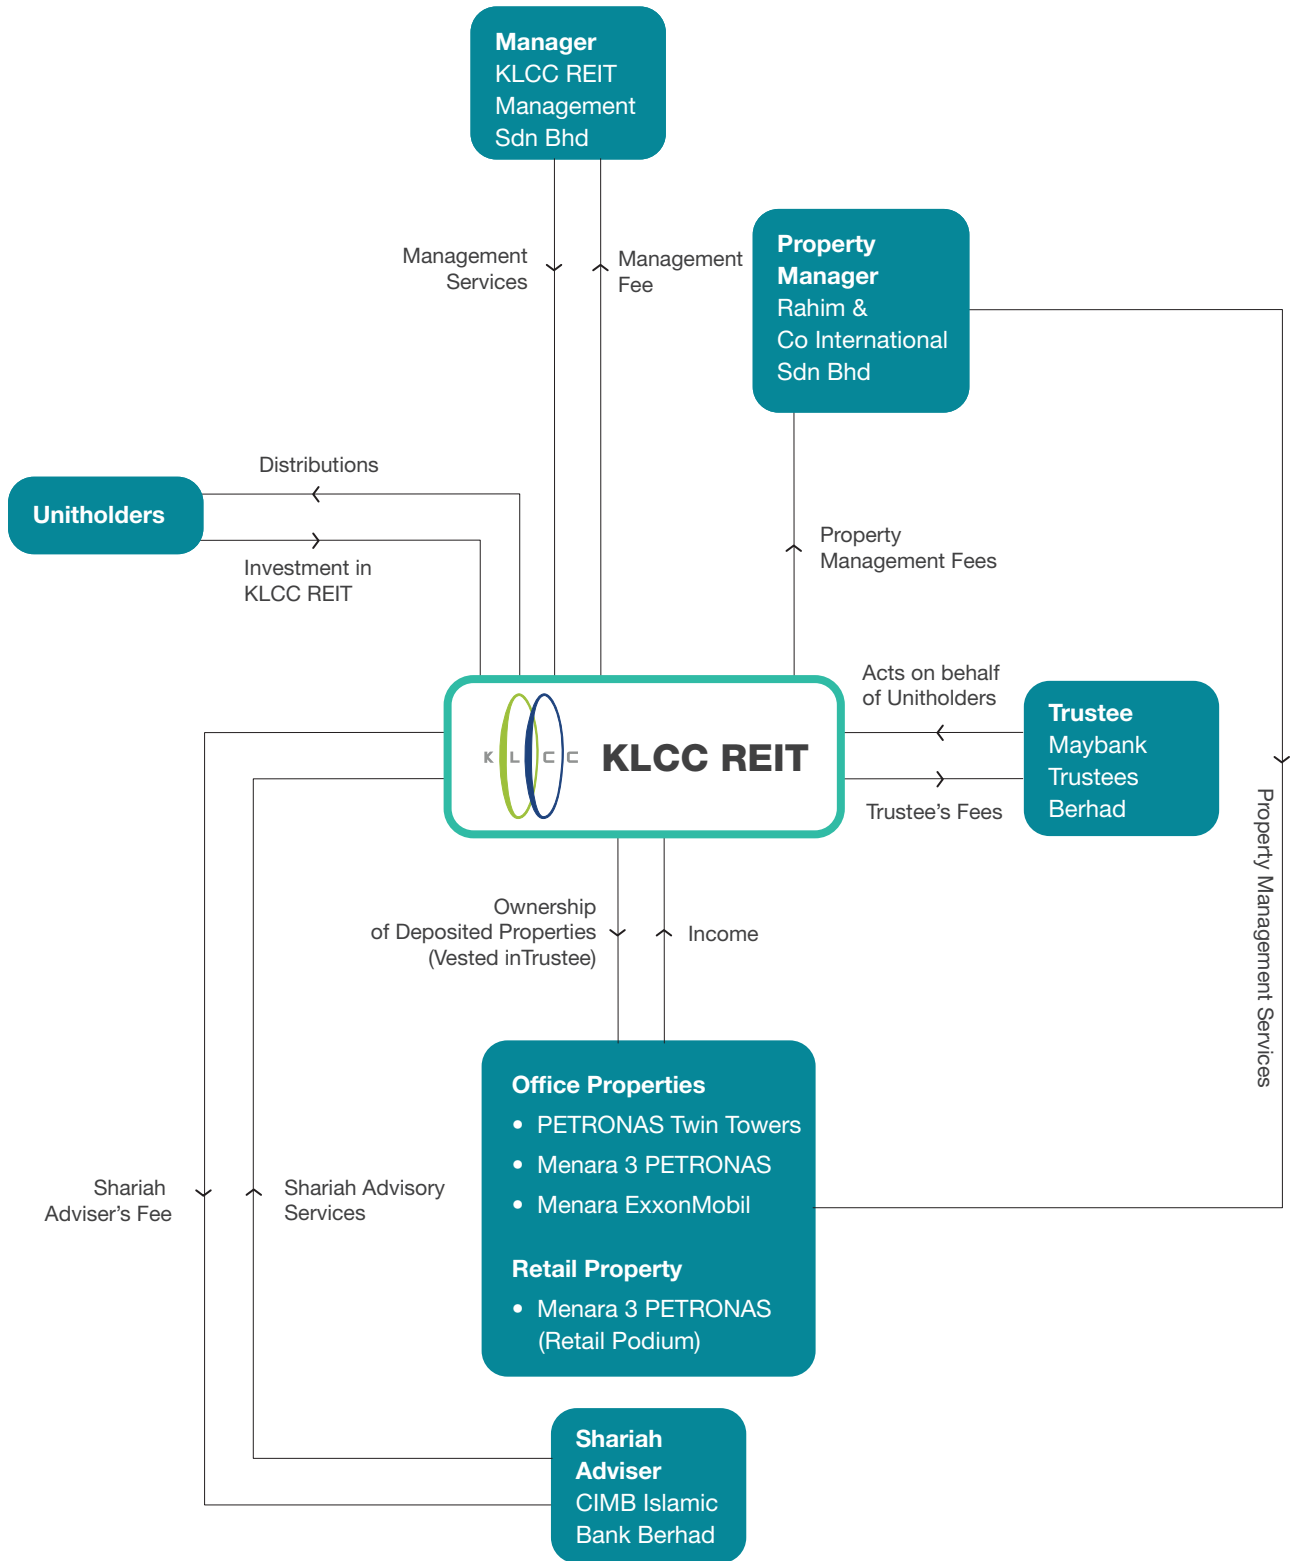 Manager
KLCC REIT
Management
Sdn Bhd
Management
Services
Management
Fee
Property
Manager
Rahim &
Co International
Sdn Bhd
Distributions
Unitholders
Investment in
KLCC REIT
Property
Management Fees
Acts on behalf
of Unitholders
Trustee
Maybank
Trustees
Berhad
K L C C
KLCC REIT
Trustee's Fees
Property Management Services
Ownership
of Deposited Properties
(Vested inTrustee)
Income
Office Properties
• PETRONAS Twin Towers
• Menara 3 PETRONAS
• Menara ExxonMobil
Retail Property
• Menara 3 PETRONAS
(Retail Podium)
Shariah
Adviser's Fee
Shariah Advisory
Services
Shariah
Adviser
CIMB Islamic
Bank Berhad